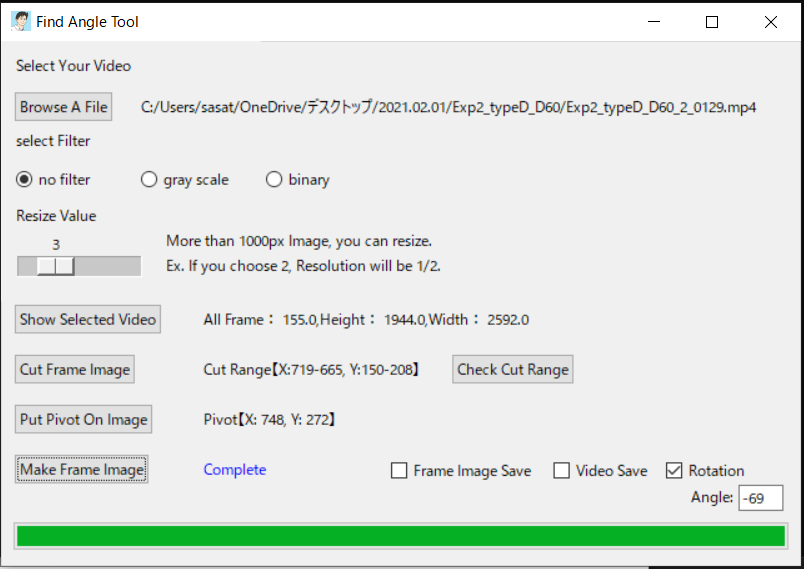 Find Angle Tool
Select Your Video
Browse A File C:/Users/sasat/OneDrive/デスクトップ/2021.02.01/Exp2_typeD_D60/Exp2_typeD_D60_2_0129.mp4
select Filter
no filter gray scale binary
Resize Value
3 More than 1000px Image, you can resize.
Ex. If you choose 2, Resolution will be 1/2.
Show Selected Video All Frame： 155.0,Height： 1944.0,Width： 2592.0
Cut Frame Image Cut Range【X:719-665, Y:150-208】 Check Cut Range
Put Pivot On Image Pivot【X: 748, Y: 272】
Make Frame Image Complete Frame Image Save Video Save Rotation
Angle: -69